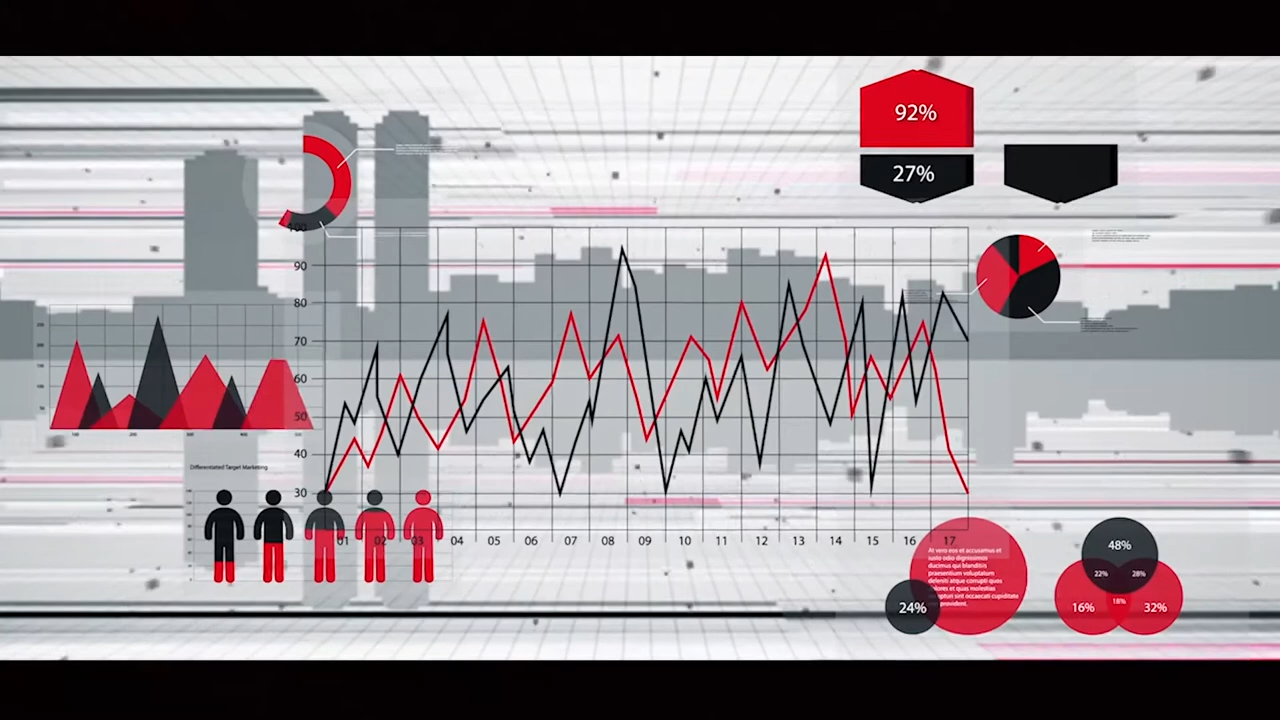 92%
27%
100
90
80
70
60
50
40
30
01 02 03 04 05 06 07 08 09 10 11 12 13 14 15 16 17
Differentiated Target Marketing
At vero eos et accusamus et
iusto odio dignissimos
ducimus qui blanditiis
praesentium voluptatum
deleniti atque corrupti quos
dolores et quas molestias
excepturi sint occaecati cupiditate
provident.
24%
48%
22%
28%
18%
16%
32%